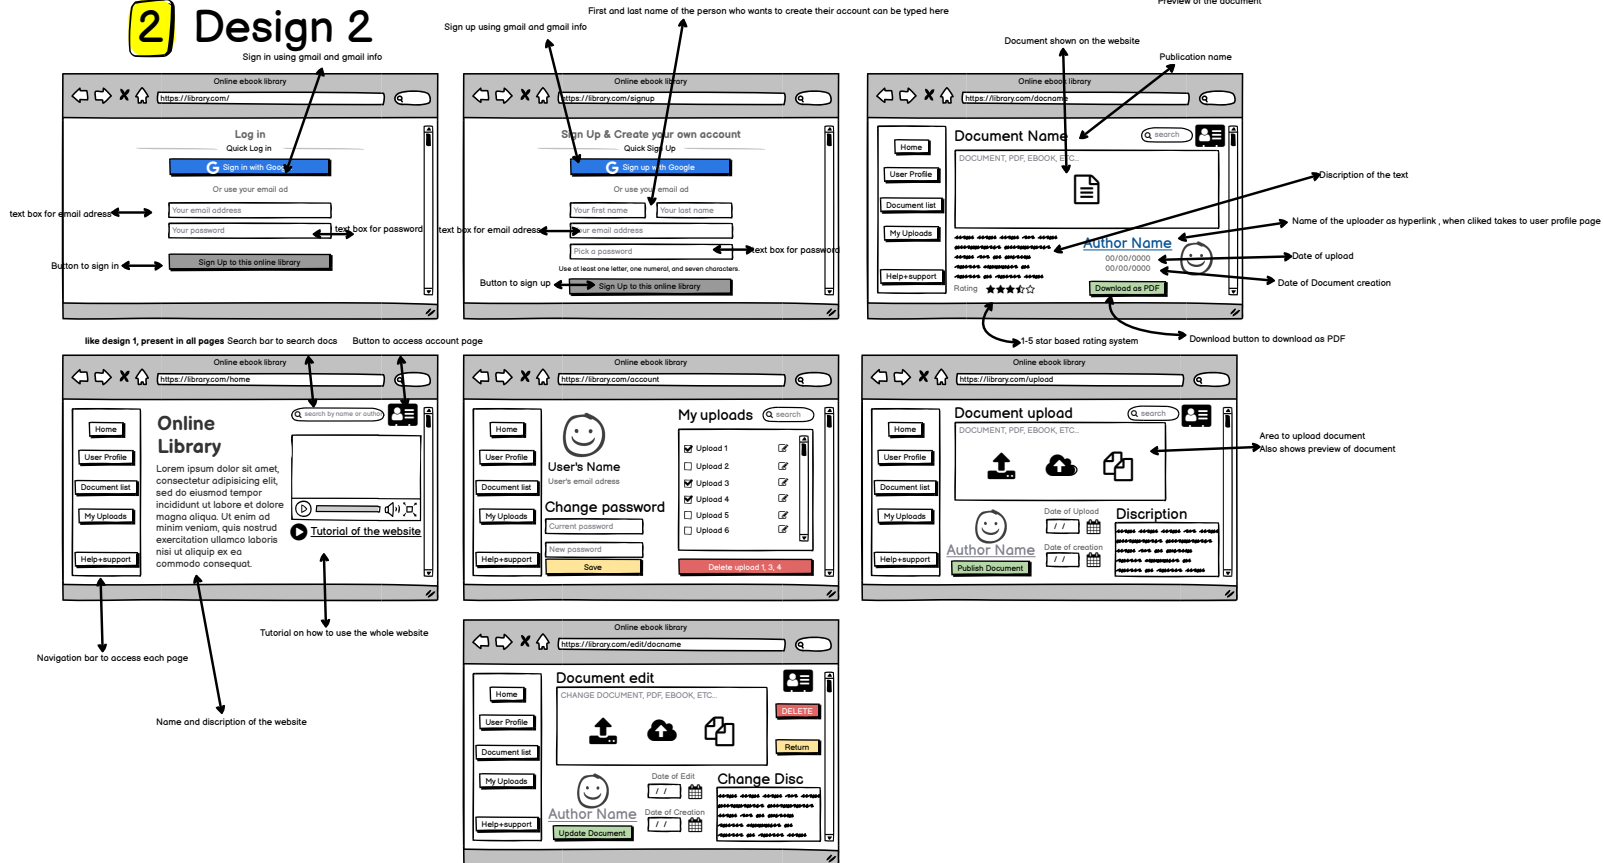 Preview of the document
First and last name of the person who wants to create their account can be typed here
2 Design 2
Sign up using gmail and gmail info
Sign in using gmail and gmail info
Document shown on the website
Publication name
Online ebook library
https://library.com/
Log in
Quick Log in
G Sign in with Goog
Or use your email ad
Your email address
Your password
Sign Up to this online library
text box for email adress
text box for password
Button to sign in
Online ebook library
https://library.com/signup
Sign Up & Create your own account
Quick Sign Up
G Sign up with Google
Or use your email ad
Your first name
Your last name
Your email address
Pick a password
Use at least one letter, one numeral, and seven characters.
Sign Up to this online library
text box for email adress
text box for password
Button to sign up
Online ebook library
https://library.com/docname
Home
User Profile
Document list
My Uploads
Help+support
Document Name
search
DOCUMENT, PDF, EBOOK, ETC...
Author Name
00/00/0000
00/00/0000
Rating
Download as PDF
Discription of the text
Name of the uploader as hyperlink , when cliked takes to user profile page
Date of upload
Date of Document creation
1-5 star based rating system
Download button to download as PDF
like design 1, present in all pages Search bar to search docs
Button to access account page
Online ebook library
https://library.com/home
Home
User Profile
Document list
My Uploads
Help+support
Online
Library
Lorem ipsum dolor sit amet,
consectetur adipisicing elit,
sed do eiusmod tempor
incididunt ut labore et dolore
magna aliqua. Ut enim ad
minim veniam, quis nostrud
exercitation ullamco laboris
nisi ut aliquip ex ea
commodo consequat.
search by name or author
Tutorial of the website
Tutorial on how to use the whole website
Navigation bar to access each page
Name and discription of the website
Online ebook library
https://library.com/account
Home
User Profile
Document list
My Uploads
Help+support
User's Name
User's email adress
Change password
Current password
New password
Save
My uploads
search
Upload 1
Upload 2
Upload 3
Upload 4
Upload 5
Upload 6
Delete upload 1, 3, 4
Online ebook library
https://library.com/upload
Home
User Profile
Document list
My Uploads
Help+support
Document upload
search
DOCUMENT, PDF, EBOOK, ETC...
Author Name
Publish Document
Date of Upload
/ /
Date of creation
/ /
Discription
Area to upload document
Also shows preview of document
Online ebook library
https://library.com/edit/docname
Home
User Profile
Document list
My Uploads
Help+support
Document edit
CHANGE DOCUMENT, PDF, EBOOK, ETC...
DELETE
Return
Author Name
Update Document
Date of Edit
/ /
Date of Creation
/ /
Change Disc